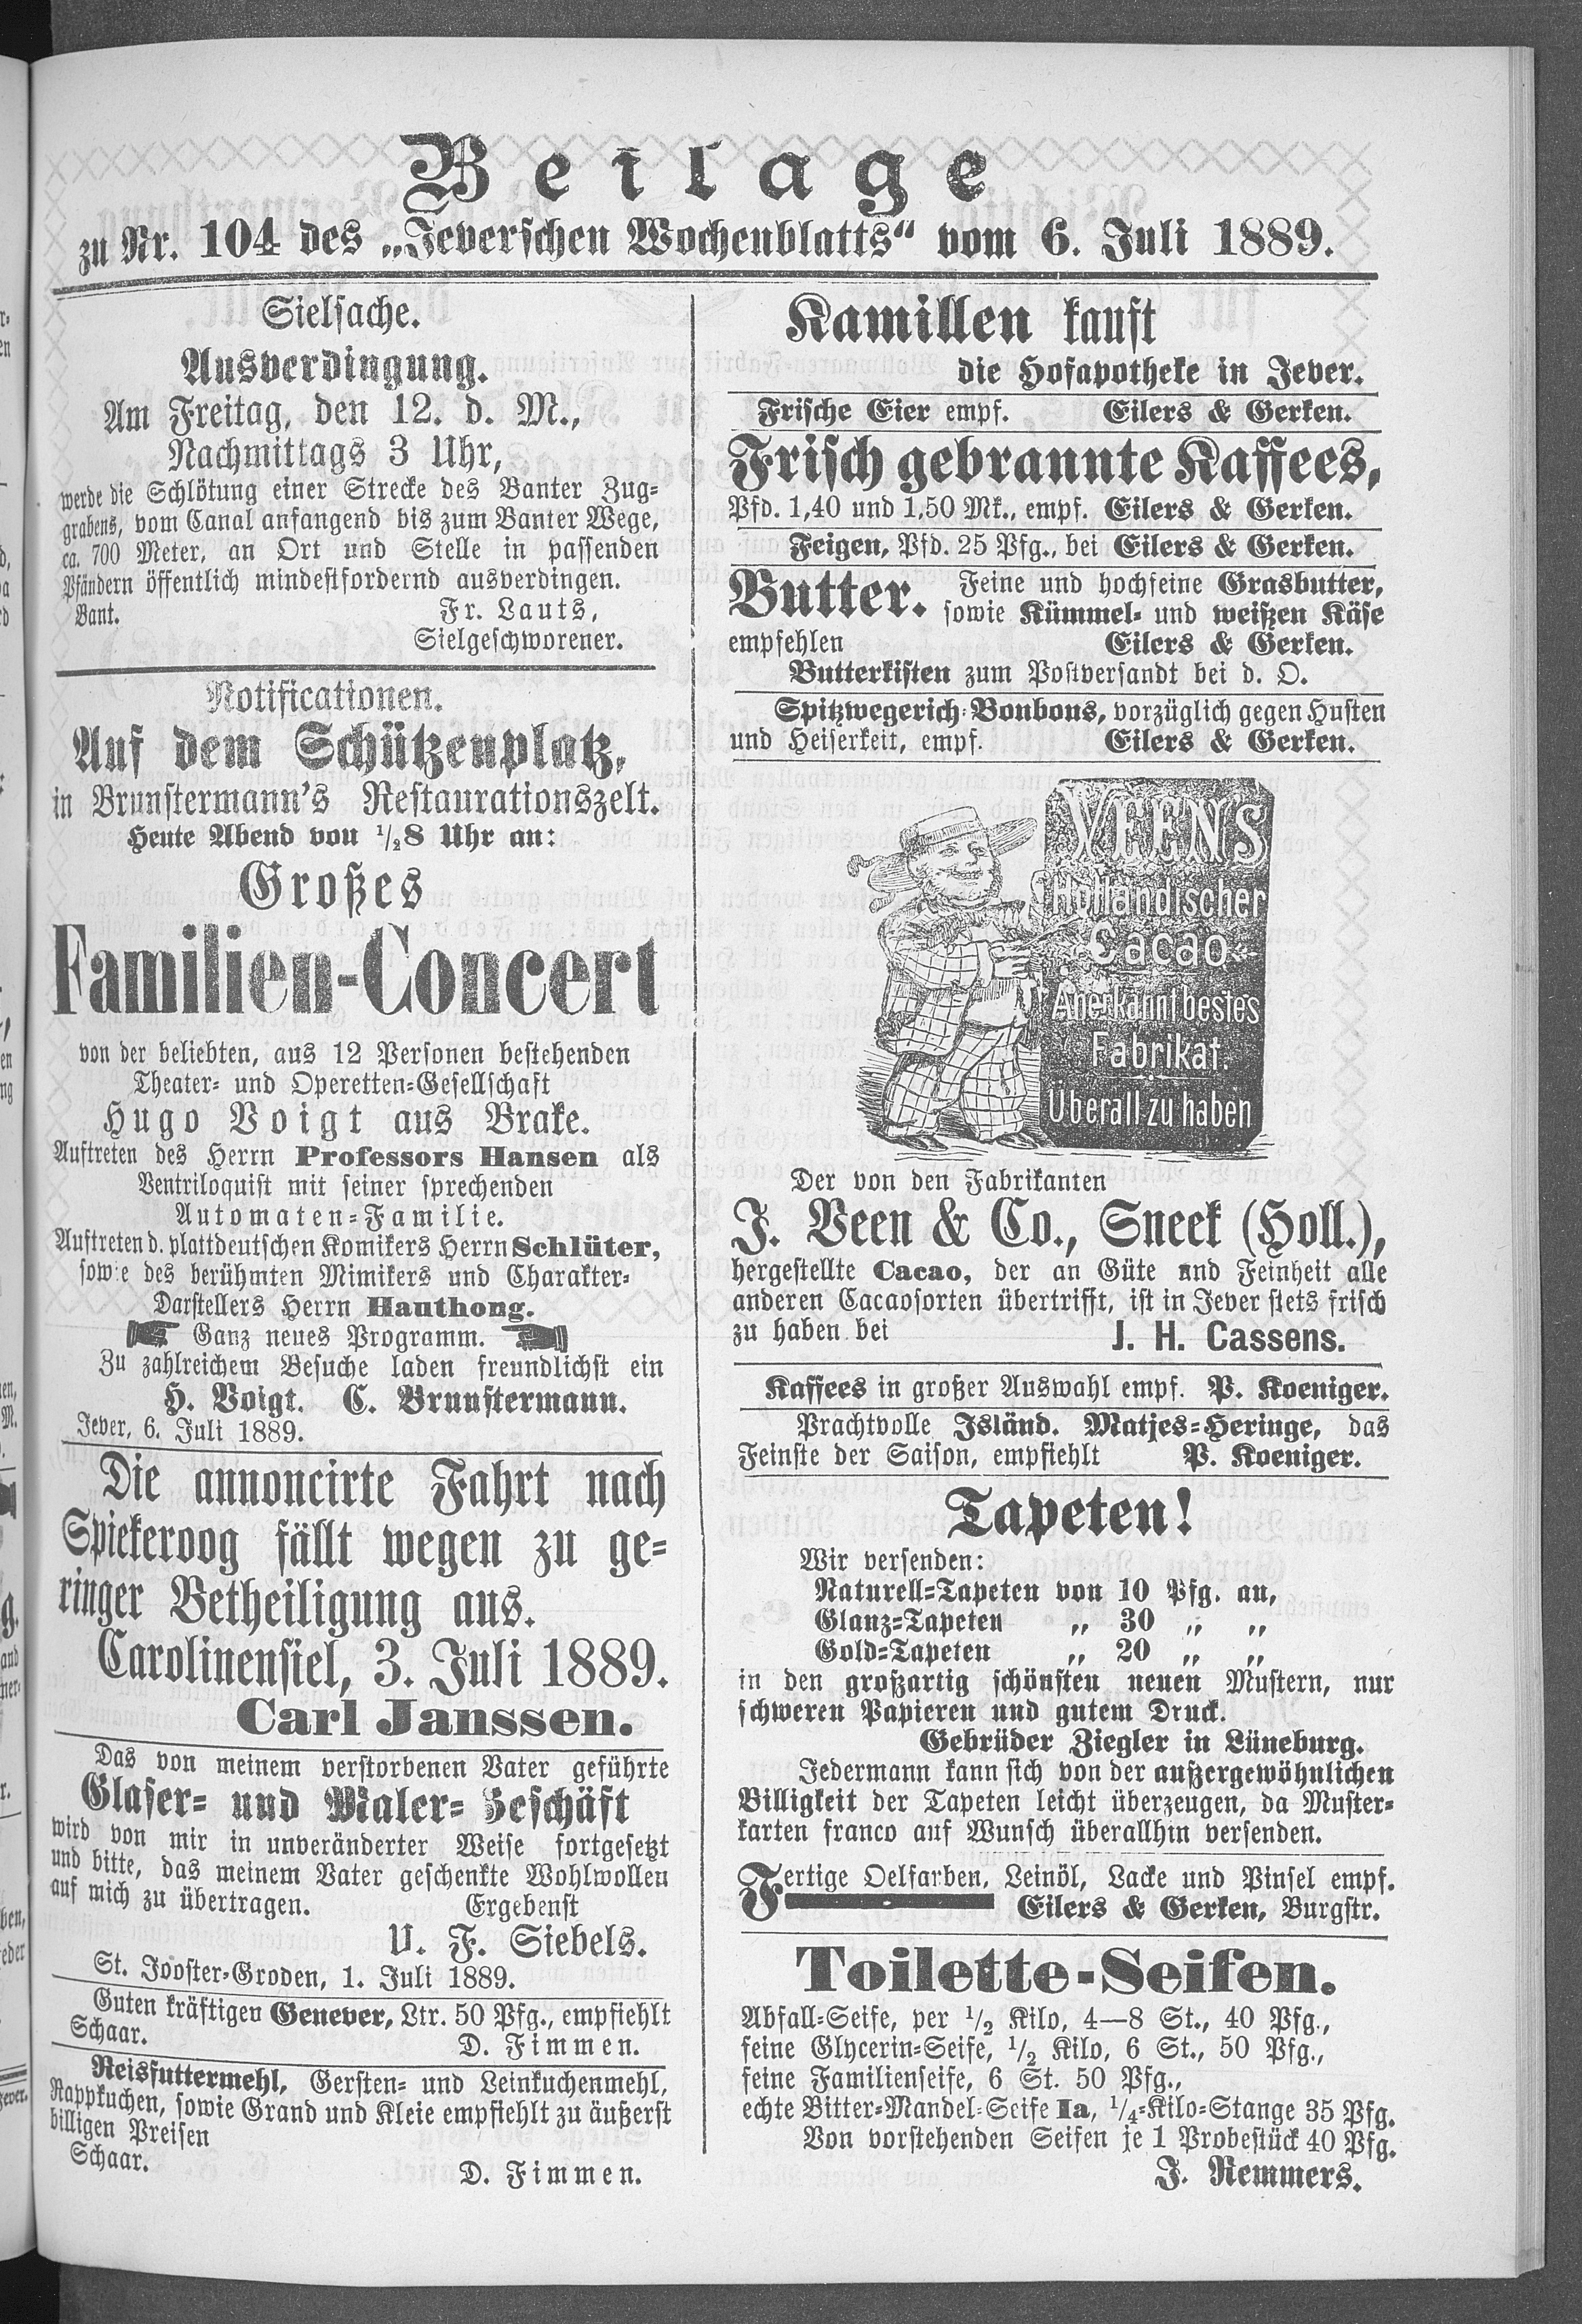 Beilage
zu Nr. 104 des „Jeverschen Wochenblatts“ vom 6. Juli 1889.
Sielsache.
Ausverdingung.
Am Freitag, den 12. d. M.,
Nachmittags 3 Uhr,
werde die Schlötung einer Strecke des Banter Zug-
grabens, vom Canal anfangend bis zum Banter Wege,
ca. 700 Meter, an Ort und Stelle in passenden
Pfändern öffentlich mindestfordernd ausverdingen.
Bant. Fr. Lauts,
Sielgeschworener.
Notificationen.
Auf dem Schützenplatz,
in Brunstermann's Restaurationszelt.
Heute Abend von 1/2 8 Uhr an:
Großes
Familien-Concert
von der beliebten, aus 12 Personen bestehenden
Theater- und Operetten-Gesellschaft
Hugo Voigt aus Brake.
Auftreten des Herrn Professors Hansen als
Ventriloquist mit seiner sprechenden
Automaten-Familie.
Auftreten d. plattdeutschen Komikers Herrn Schlüter,
sowie des berühmten Mimikers und Charakter-
Darstellers Herrn Hauthong.
Ganz neues Programm.
Zu zahlreichem Besuche laden freundlichst ein
H. Voigt. C. Brunstermann.
Jever, 6. Juli 1889.
Die annoncirte Fahrt nach
Spiekeroog fällt wegen zu ge-
ringer Betheiligung aus.
Carolinensiel, 3. Juli 1889.
Carl Janssen.
Das von meinem verstorbenen Vater geführte
Glaser- und Maler-Geschäft
wird von mir in unveränderter Weise fortgesetzt
und bitte, das meinem Vater geschenkte Wohlwollen
auf mich zu übertragen. Ergebenst
U. F. Siebels.
St. Jooster-Groden, 1. Juli 1889.
Guten kräftigen Genever, Ltr. 50 Pfg., empfiehlt
Schaar. D. Fimmen.
Reisfuttermehl, Gersten- und Leinkuchenmehl,
Rappkuchen, sowie Grand und Kleie empfiehlt zu äußerst
billigen Preisen
Schaar. D. Fimmen.
Kamillen kauft
die Hofapotheke in Jever.
Frische Eier empf. Eilers & Gerken.
Frisch gebrannte Kaffees,
Pfd. 1,40 und 1,50 Mk., empf. Eilers & Gerken.
Feigen, Pfd. 25 Pfg., bei Eilers & Gerken.
Butter. Feine und hochfeine Grasbutter,
sowie Kümmel- und weißen Käse
empfehlen Eilers & Gerken.
Butterkisten zum Postversandt bei d. O.
Spitzwegerich-Bonbons, vorzüglich gegen Husten
und Heiserkeit, empf. Eilers & Gerken.
VEENS
Holländischer
Cacao
Anerkannt bestes
Fabrikat.
Überall zu haben
Der von den Fabrikanten
J. Veen & Co., Sneek (Holl.),
hergestellte Cacao, der an Güte und Feinheit alle
anderen Cacaosorten übertrifft, ist in Jever stets frisch
zu haben bei J. H. Cassens.
Kaffees in großer Auswahl empf. P. Koeniger.
Prachtvolle Isländ. Matjes-Heringe, das
Feinste der Saison, empfiehlt P. Koeniger.
Tapeten!
Wir versenden:
Naturell-Tapeten von 10 Pfg. an,
Glanz-Tapeten „ 30 „ „
Gold-Tapeten „ 20 „ „
in den großartig schönsten neuen Mustern, nur
schweren Papieren und gutem Druck.
Gebrüder Ziegler in Lüneburg.
Jedermann kann sich von der außergewöhnlichen
Billigkeit der Tapeten leicht überzeugen, da Muster-
karten franco auf Wunsch überallhin versenden.
Fertige Oelfarben, Leinöl, Lacke und Pinsel empf.
Eilers & Gerken, Burgstr.
Toilette-Seifen.
Abfall-Seife, per 1/2 Kilo, 4—8 St., 40 Pfg.,
feine Glycerin-Seife, 1/2 Kilo, 6 St., 50 Pfg.,
feine Familienseife, 6 St. 50 Pfg.,
echte Bitter-Mandel-Seife Ia, 1/4-Kilo-Stange 35 Pfg.
Von vorstehenden Seifen je 1 Probestück 40 Pfg.
J. Remmers.